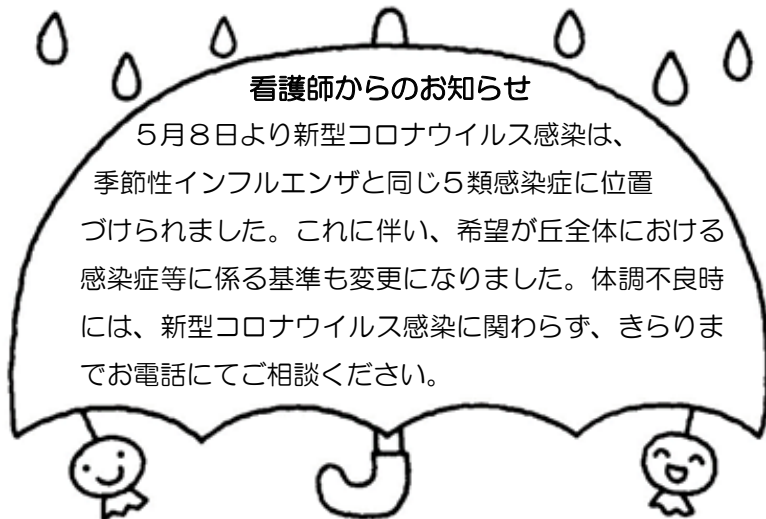 看護師からのお知らせ
５月８日より新型コロナウイルス感染は、
季節性インフルエンザと同じ５類感染症に位置
づけられました。これに伴い、希望が丘全体における
感染症等に係る基準も変更になりました。体調不良時
には、新型コロナウイルス感染に関わらず、きらりま
でお電話にてご相談ください。